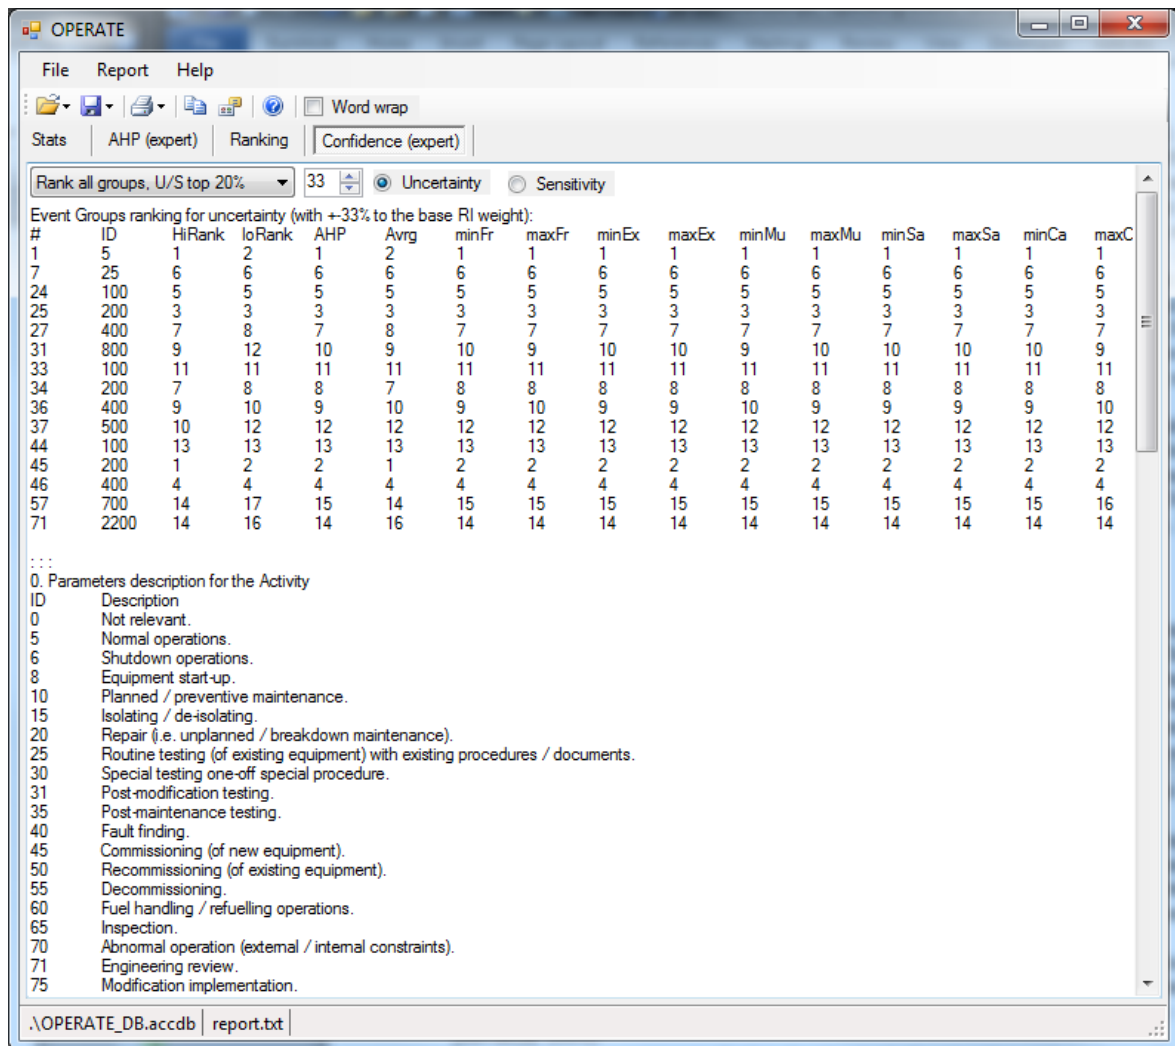 OPERATE
File Report Help
Word wrap
Stats AHP (expert) Ranking Confidence (expert)
Rank all groups, U/S top 20% 33 Uncertainty Sensitivity
Event Groups ranking for uncertainty (with +-33% to the base RI weight):
# ID HiRank loRank AHP Avrg minFr maxFr minEx maxEx minMu maxMu minSa maxSa minCa maxC
1 5 1 2 1 2 1 1 1 1 1 1 1 1 1 1
7 25 6 6 6 6 6 6 6 6 6 6 6 6 6 6
24 100 5 5 5 5 5 5 5 5 5 5 5 5 5 5
25 200 3 3 3 3 3 3 3 3 3 3 3 3 3 3
27 400 7 8 7 8 7 7 7 7 7 7 7 7 7 7
31 800 9 12 10 9 10 9 10 10 9 10 10 10 10 9
33 100 11 11 11 11 11 11 11 11 11 11 11 11 11 11
34 200 7 8 8 7 8 8 8 8 8 8 8 8 8 8
36 400 9 10 9 10 9 10 9 9 10 9 9 9 9 10
37 500 10 12 12 12 12 12 12 12 12 12 12 12 12 12
44 100 13 13 13 13 13 13 13 13 13 13 13 13 13 13
45 200 1 2 2 1 2 2 2 2 2 2 2 2 2 2
46 400 4 4 4 4 4 4 4 4 4 4 4 4 4 4
57 700 14 17 15 14 15 15 15 15 15 15 15 15 15 16
71 2200 14 16 14 16 14 14 14 14 14 14 14 14 14 14
: : :
0. Parameters description for the Activity
ID Description
0 Not relevant.
5 Normal operations.
6 Shutdown operations.
8 Equipment start-up.
10 Planned / preventive maintenance.
15 Isolating / de-isolating.
20 Repair (i.e. unplanned / breakdown maintenance).
25 Routine testing (of existing equipment) with existing procedures / documents.
30 Special testing one-off special procedure.
31 Post-modification testing.
35 Post-maintenance testing.
40 Fault finding.
45 Commissioning (of new equipment).
50 Recommissioning (of existing equipment).
55 Decommissioning.
60 Fuel handling / refuelling operations.
65 Inspection.
70 Abnormal operation (external / internal constraints).
71 Engineering review.
75 Modification implementation.
.\OPERATE_DB.accdb report.txt